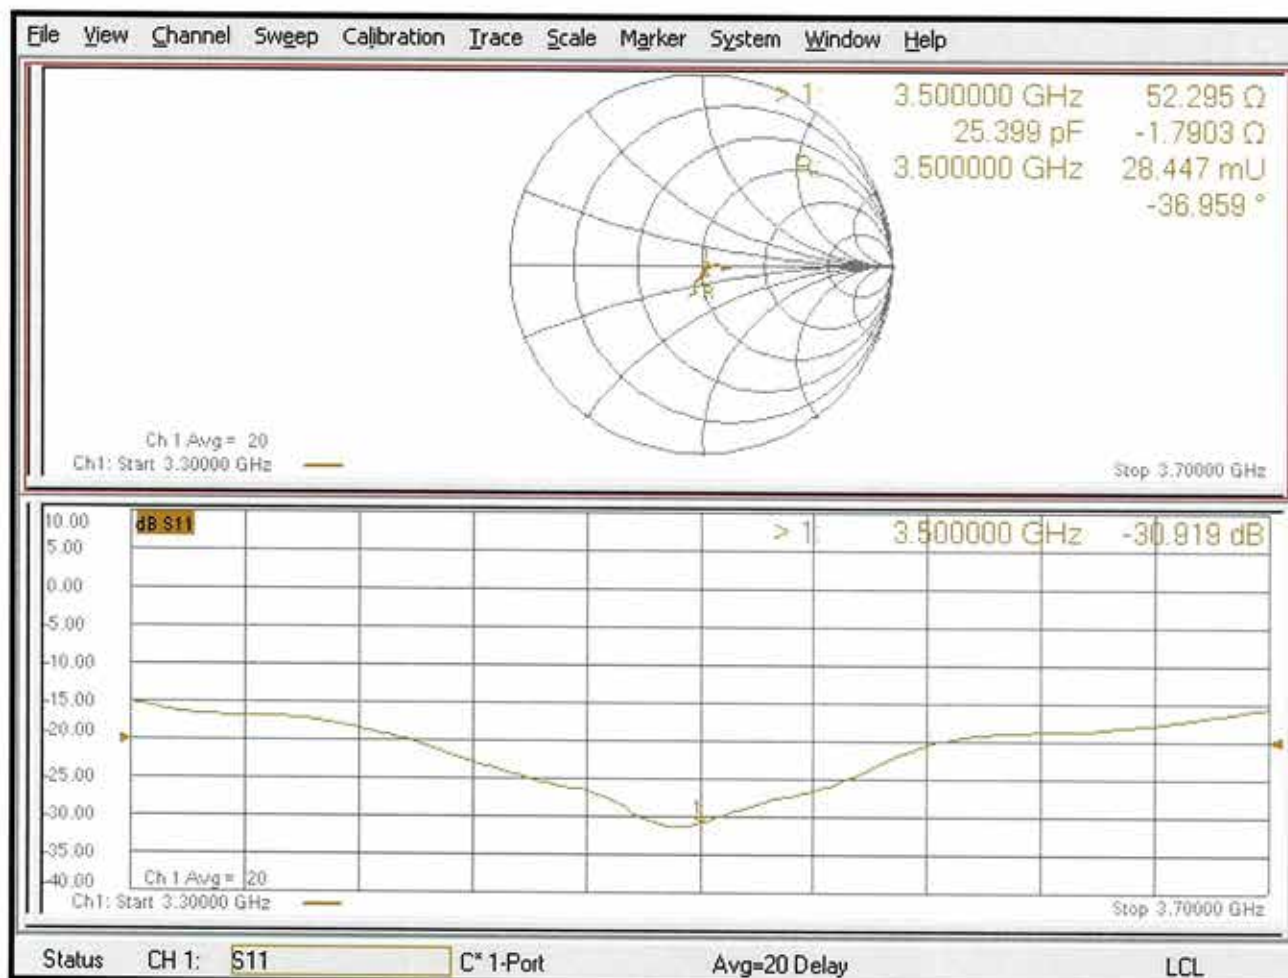 File View Channel Sweep Calibration Trace Scale Marker System Window Help
> 1: 3.500000 GHz 52.295 Ω
25.399 pF -1.7903 Ω
3.500000 GHz 28.447 mU
-36.959 °
Ch 1 Avg = 20
Ch1: Start 3.30000 GHz
Stop 3.70000 GHz
10.00
dB S11
> 1: 3.500000 GHz -30.919 dB
5.00
0.00
-5.00
-10.00
-15.00
-20.00
-25.00
-30.00
-35.00
-40.00
Ch 1 Avg = 20
Ch1: Start 3.30000 GHz
Stop 3.70000 GHz
Status CH 1: S11 C* 1-Port Avg=20 Delay LCL